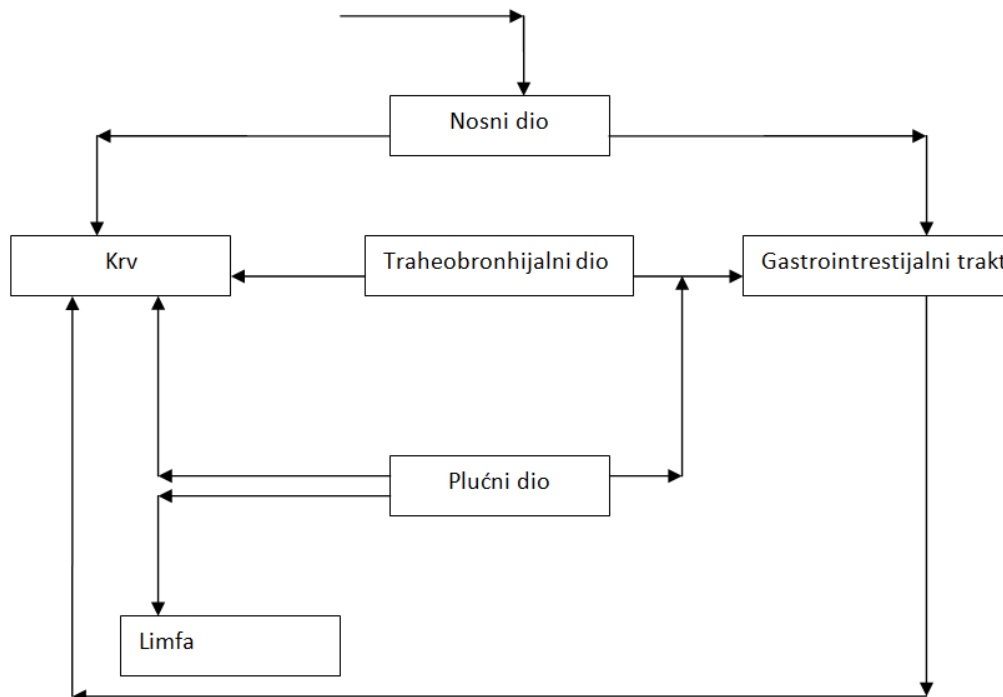 Nosni dio
Krv
Traheobronhijalni dio
Gastrointrestijalni trakt
Plućni dio
Limfa